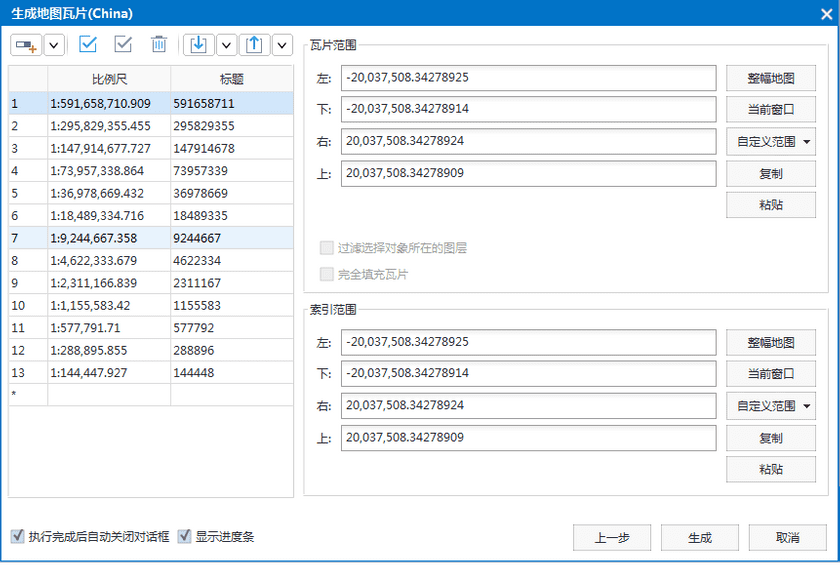 生成地图瓦片(China)
比例尺 标题
1 1:591,658,710.909 591658711
2 1:295,829,355.455 295829355
3 1:147,914,677.727 147914678
4 1:73,957,338.864 73957339
5 1:36,978,669.432 36978669
6 1:18,489,334.716 18489335
7 1:9,244,667.358 9244667
8 1:4,622,333.679 4622334
9 1:2,311,166.839 2311167
10 1:1,155,583.42 1155583
11 1:577,791.71 577792
12 1:288,895.855 288896
13 1:144,447.927 144448
*
瓦片范围
左: -20,037,508.34278925 整幅地图
下: -20,037,508.34278914 当前窗口
右: 20,037,508.34278924 自定义范围
上: 20,037,508.34278909 复制
粘贴
过滤选择对象所在的图层
完全填充瓦片
索引范围
左: -20,037,508.34278925 整幅地图
下: -20,037,508.34278914 当前窗口
右: 20,037,508.34278924 自定义范围
上: 20,037,508.34278909 复制
粘贴
执行完成后自动关闭对话框 显示进度条 上一步 生成 取消